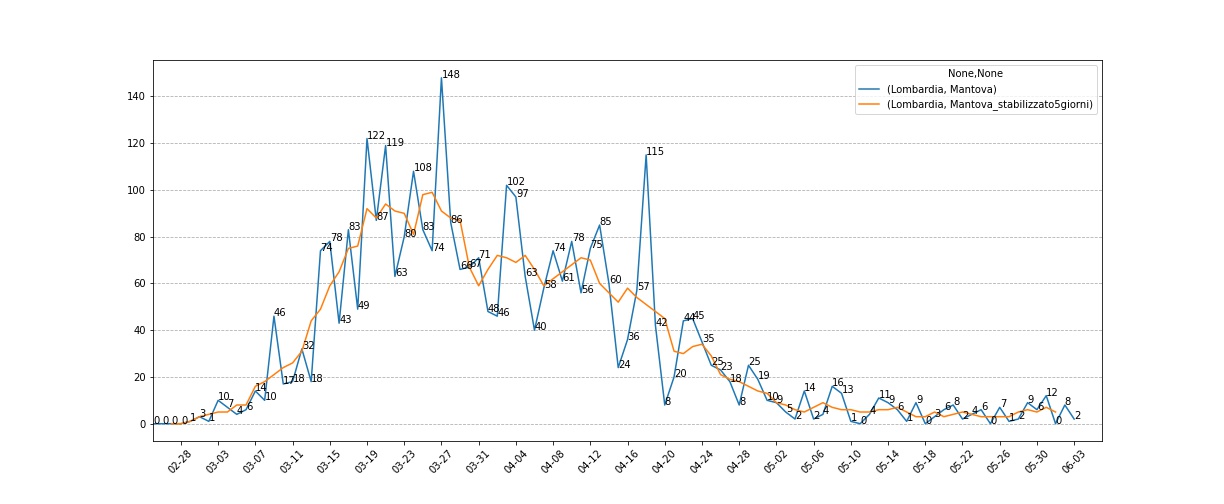 None,None
(Lombardia, Mantova)
(Lombardia, Mantova_stabilizzato5giorni)
140
120
100
80
60
40
20
0
0 0 0 0 1 3 1 10 7 4 6 14 10 46 17 18 32 18 74 78 43 83 49 122 87 119 63 80 108 83 74 148 86 66 67 71 48 46 102 97 63 40 58 74 61 78 56 75 85 60 24 36 57 115 42 8 20 44 45 35 25 23 18 8 25 19 10 9 5 2 14 2 4 16 13 1 0 4 11 9 6 1 9 0 3 6 8 2 4 6 0 7 1 2 9 6 12 0 8 2
02-28 03-03 03-07 03-11 03-15 03-19 03-23 03-27 03-31 04-04 04-08 04-12 04-16 04-20 04-24 04-28 05-02 05-06 05-10 05-14 05-18 05-22 05-26 05-30 06-03